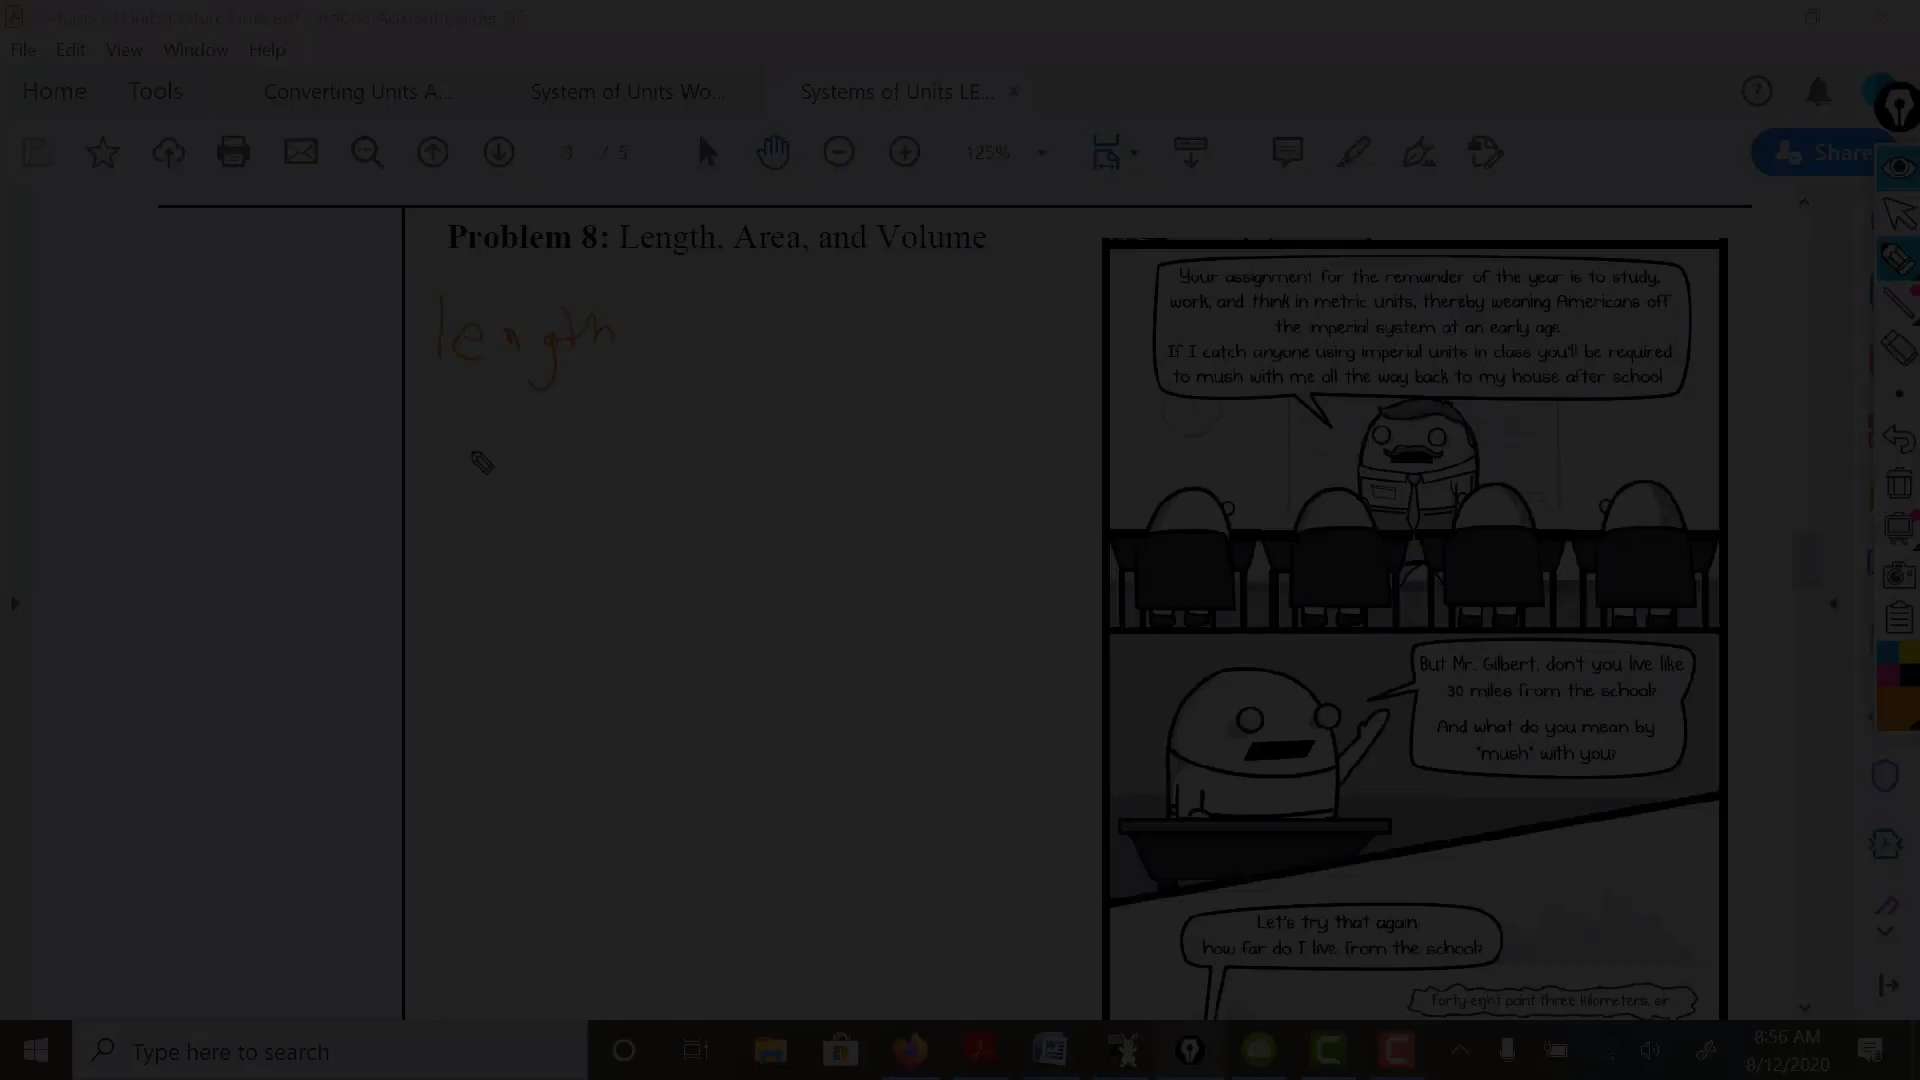 File Edit View Window Help
Home Tools Converting Units A... System of Units Wo... Systems of Units LE... x
3 / 5 125% Share
Problem 8: Length, Area, and Volume
length
Your assignment for the remainder of the year is to study,
work, and think in metric units, thereby weaning Americans off
the imperial system at an early age.
If I catch anyone using imperial units in class you'll be required
to mush with me all the way back to my house after school
But Mr. Gilbert, don't you live like
30 miles from the school?
And what do you mean by
"mush" with you?
Let's try that again
how far do I live from the school?
Forty-eight point three kilometers, sir
Type here to search
8:56 AM
8/12/2020